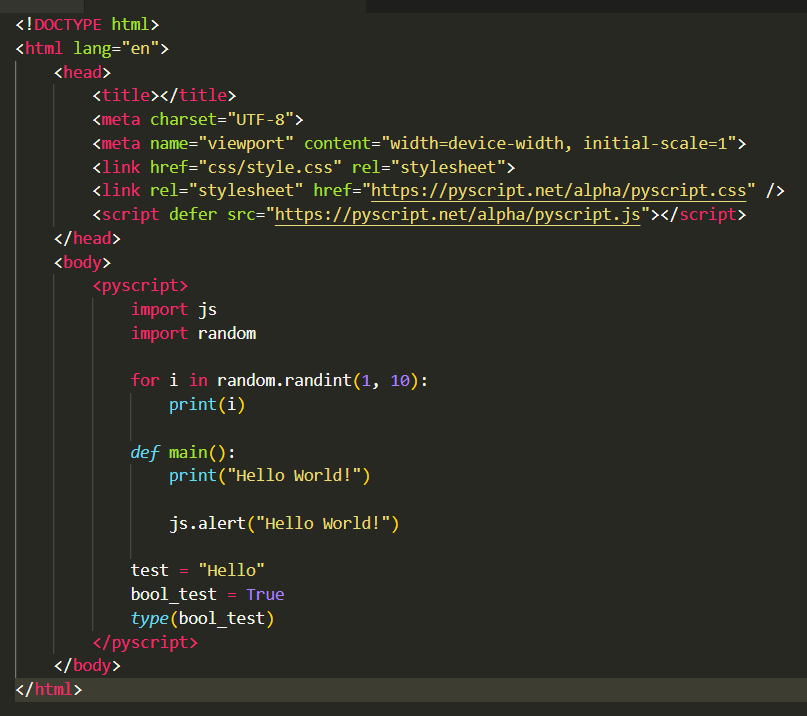 <!DOCTYPE html>
<html lang="en">
    <head>
        <title></title>
        <meta charset="UTF-8">
        <meta name="viewport" content="width=device-width, initial-scale=1">
        <link href="css/style.css" rel="stylesheet">
        <link rel="stylesheet" href="https://pyscript.net/alpha/pyscript.css" />
        <script defer src="https://pyscript.net/alpha/pyscript.js"></script>
    </head>
    <body>
        <pyscript>
            import js
            import random

            for i in random.randint(1, 10):
                print(i)

            def main():
                print("Hello World!")

                js.alert("Hello World!")

            test = "Hello"
            bool_test = True
            type(bool_test)
        </pyscript>
    </body>
</html>